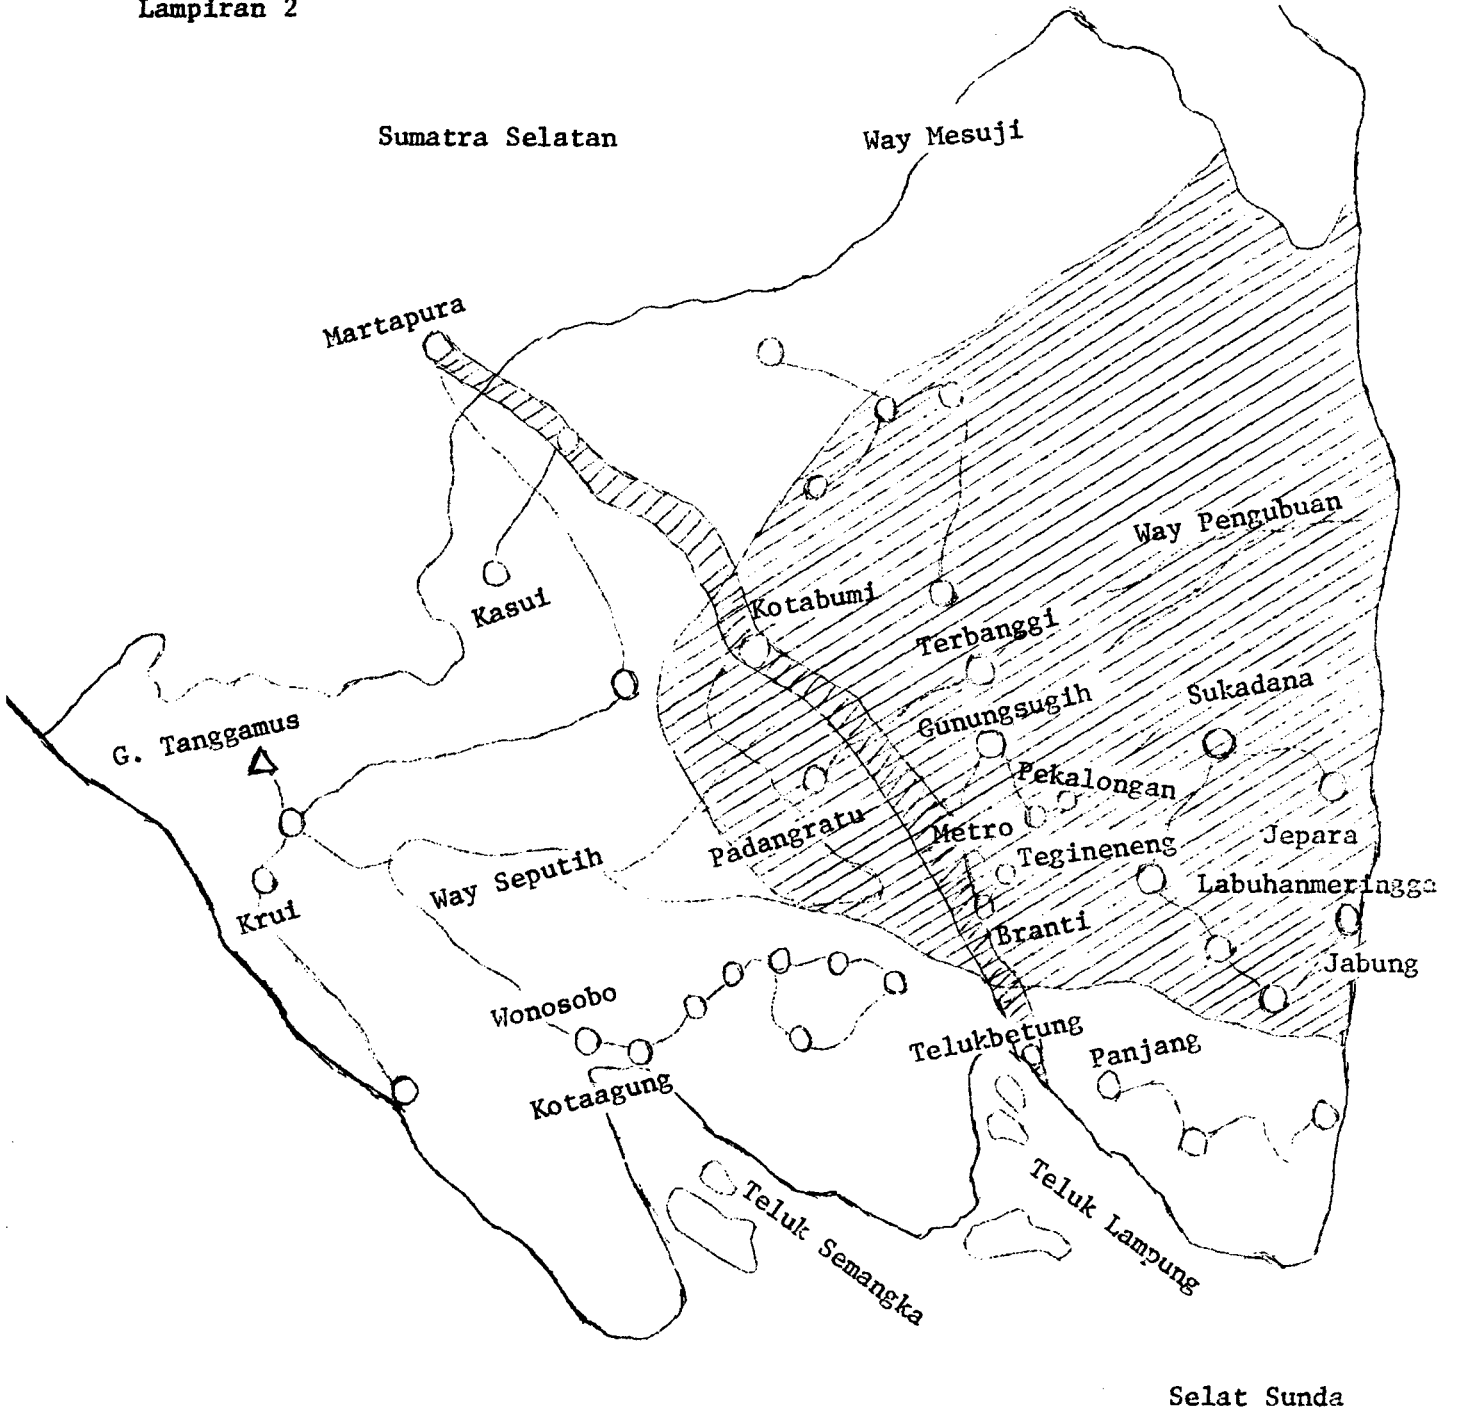 Lampiran 2
Sumatra Selatan
Way Mesuji
Martapura
Way Pengubuan
Kasui
Kotabumi
Terbanggi
Sukadana
G. Tanggamus
Gunungsugih
Pekalongan
Padangratu
Metro
Tegineneng
Jepara
Way Seputih
Labuhanmeringga
Krui
Branti
Jabung
Wonosobo
Telukbetung
Panjang
Kotaagung
Teluk Semangka
Teluk Lampung
Selat Sunda